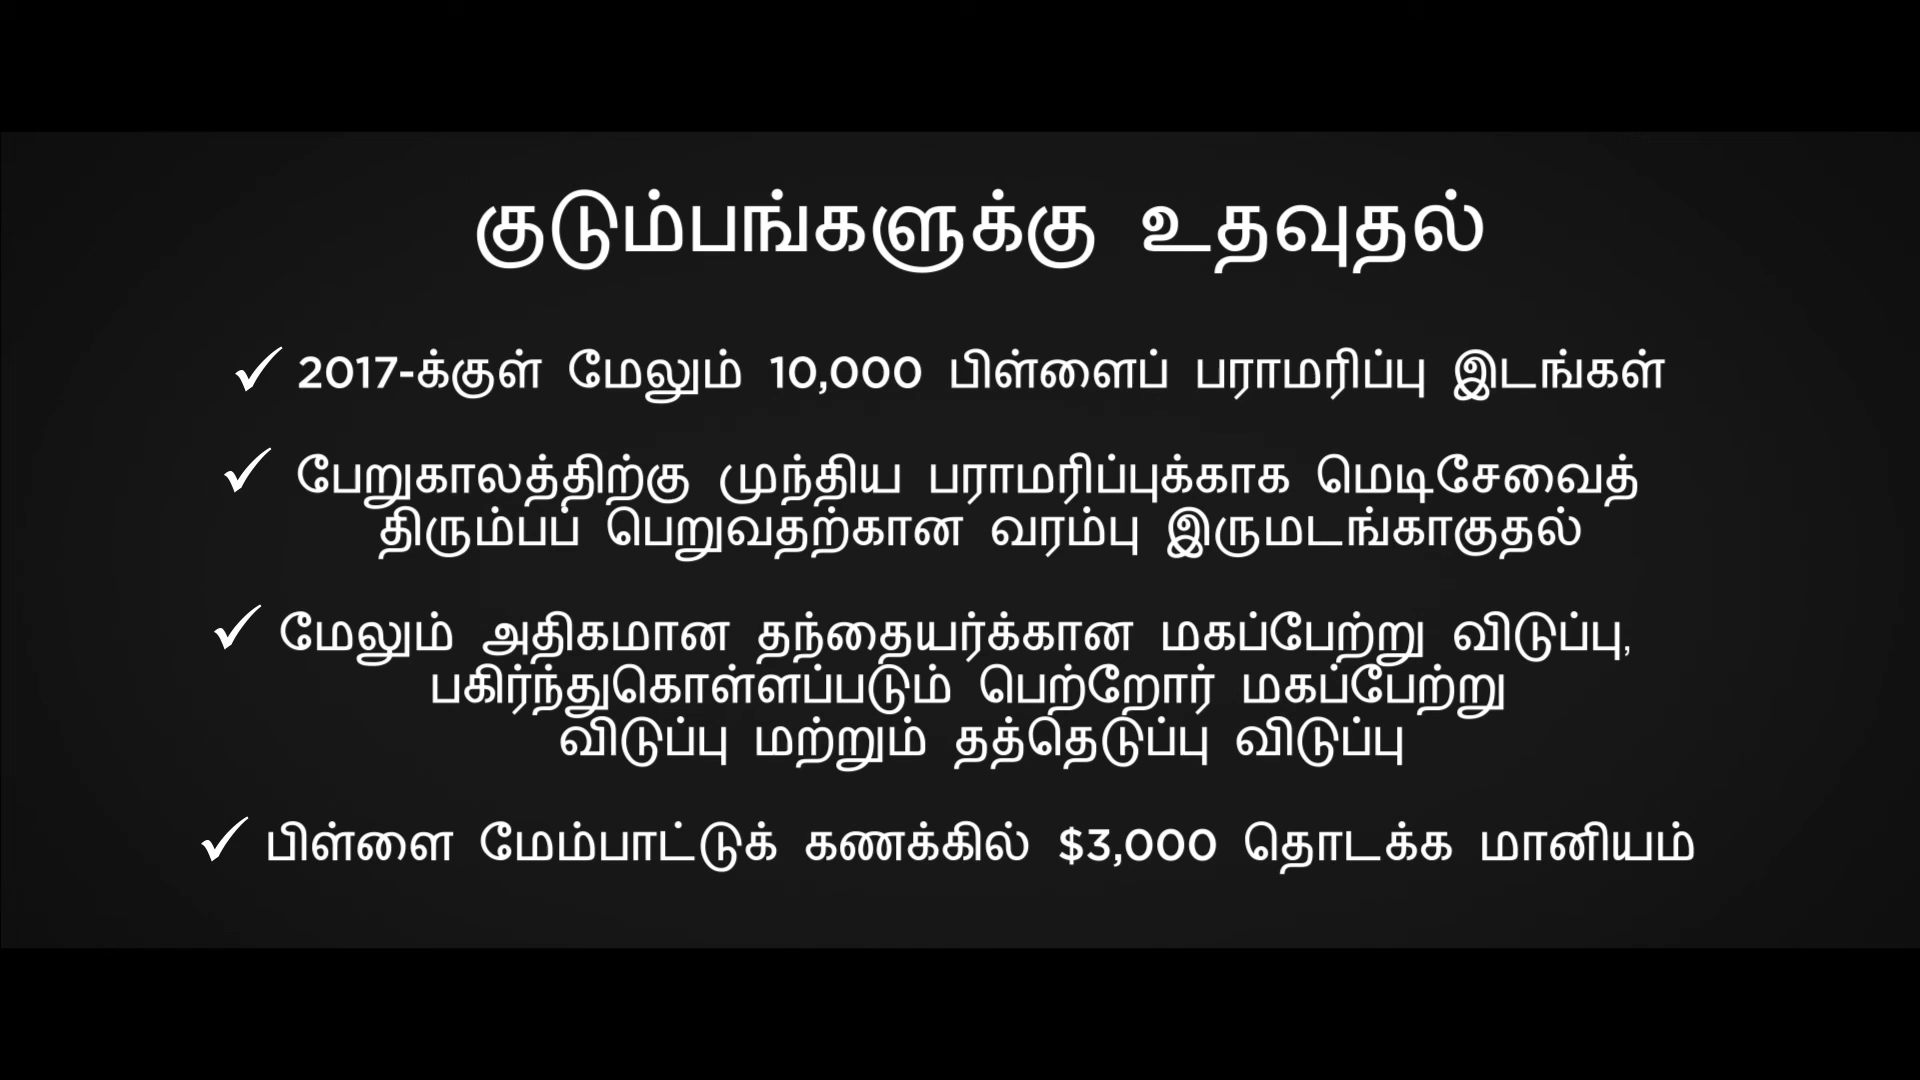 குடும்பங்களுக்கு உதவுதல்
✓ 2017-க்குள் மேலும் 10,000 பிள்ளைப் பராமரிப்பு இடங்கள்
✓ பேறுகாலத்திற்கு முந்திய பராமரிப்புக்காக மெடிசேவைத்
திரும்பப் பெறுவதற்கான வரம்பு இருமடங்காகுதல்
✓ மேலும் அதிகமான தந்தையர்க்கான மகப்பேற்று விடுப்பு,
பகிர்ந்துகொள்ளப்படும் பெற்றோர் மகப்பேற்று
விடுப்பு மற்றும் தத்தெடுப்பு விடுப்பு
✓ பிள்ளை மேம்பாட்டுக் கணக்கில் $3,000 தொடக்க மானியம்